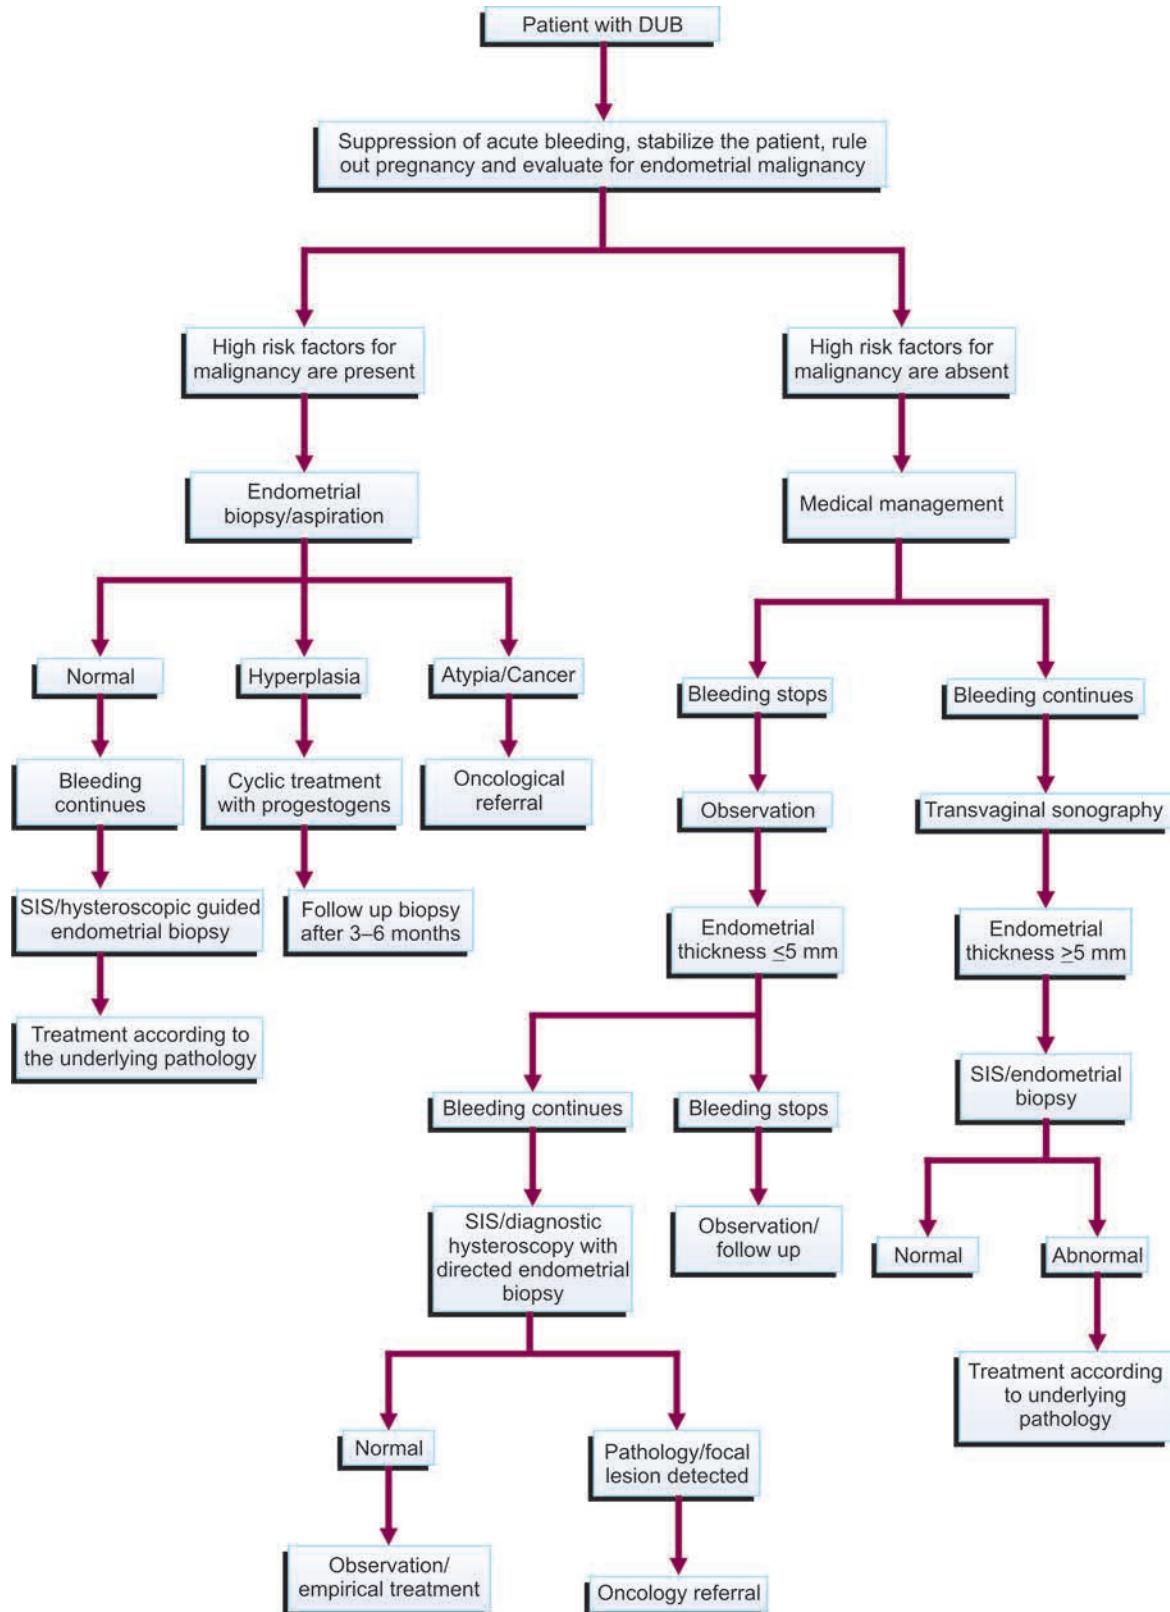 Patient with DUB
Suppression of acute bleeding, stabilize the patient, rule
out pregnancy and evaluate for endometrial malignancy
High risk factors for
malignancy are present
High risk factors for
malignancy are absent
Endometrial
biopsy/aspiration
Medical management
Normal
Hyperplasia
Atypia/Cancer
Bleeding stops
Bleeding continues
Bleeding
continues
Cyclic treatment
with progestogens
Oncological
referral
Observation
Transvaginal sonography
SIS/hysteroscopic guided
endometrial biopsy
Follow up biopsy
after 3–6 months
Endometrial
thickness ≤5 mm
Endometrial
thickness ≥5 mm
Treatment according to
the underlying pathology
SIS/endometrial
biopsy
Bleeding continues
Bleeding stops
SIS/diagnostic
hysteroscopy with
directed endometrial
biopsy
Observation/
follow up
Normal
Abnormal
Treatment according
to underlying
pathology
Normal
Pathology/focal
lesion detected
Observation/
empirical treatment
Oncology referral